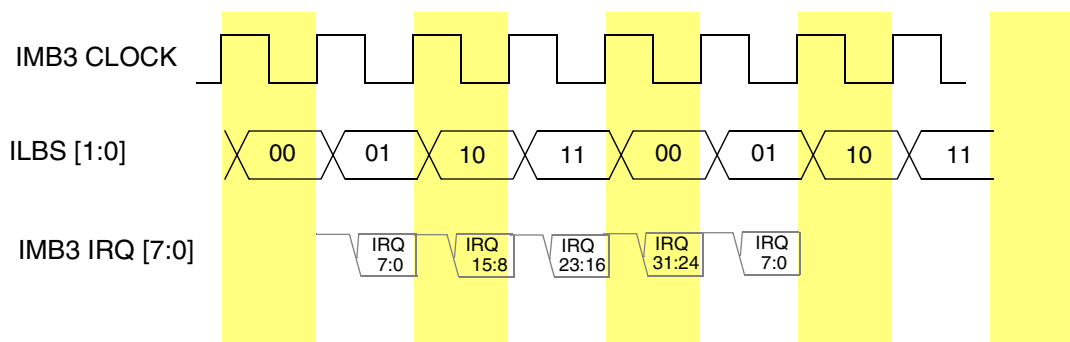 IMB3 CLOCK
ILBS [1:0]
00 01 10 11 00 01 10 11
IMB3 IRQ [7:0]
IRQ 7:0
IRQ 15:8
IRQ 23:16
IRQ 31:24
IRQ 7:0